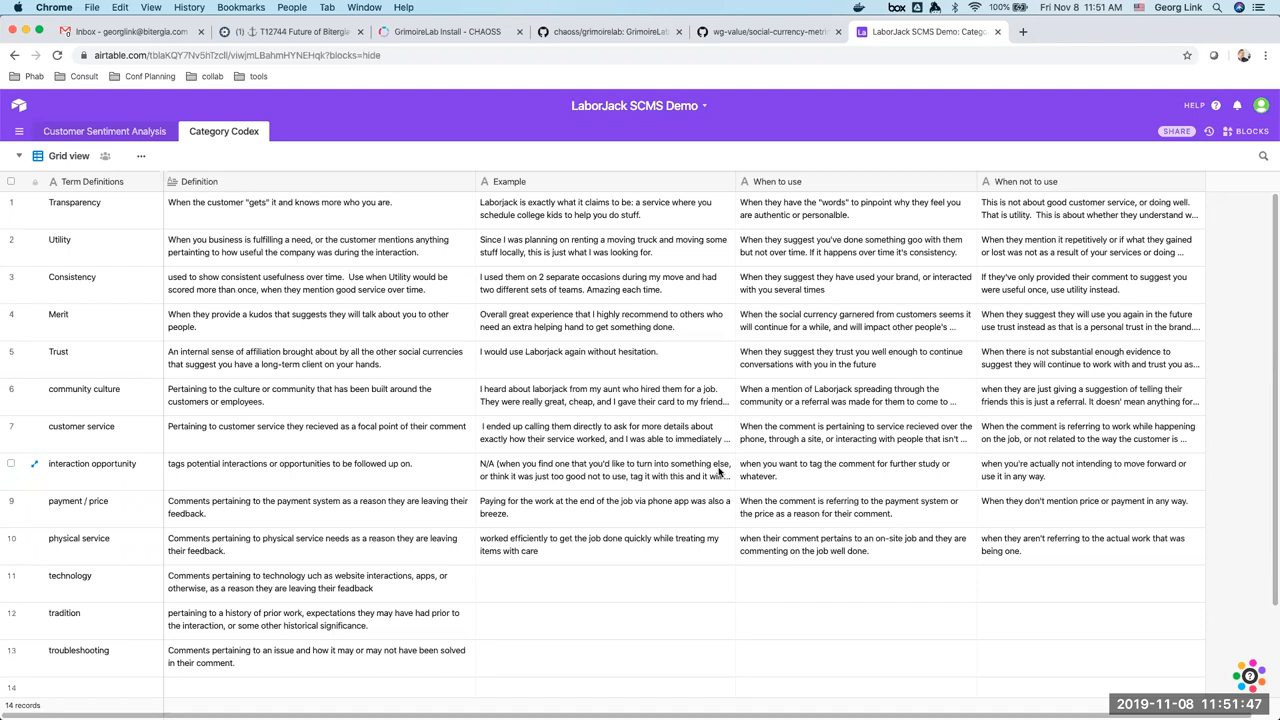 Chrome File Edit View History Bookmarks People Tab Window Help box 100% Fri Nov 8 11:51 AM Georg Link
Inbox - georglink@bitergia.com (1) T12744 Future of Bitergi GrimoireLab Install - CHAOSS chaoss/grimoirelab: GrimoireLa wg-value/social-currency-metri LaborJack SCMS Demo: Catego
airtable.com/tblaKQY7Nv5hTzclI/viwjmLBahmHYNEHqk?blocks=hide
Phab Consult Conf Planning collab tools
LaborJack SCMS Demo HELP
Customer Sentiment Analysis Category Codex SHARE BLOCKS
Grid view ...
Term Definitions Definition Example When to use When not to use
1 Transparency When the customer "gets" it and knows more who you are. Laborjack is exactly what it claims to be: a service where you When they have the "words" to pinpoint why they feel you This is not about good customer service, or doing well.
schedule college kids to help you do stuff. are authentic or personable. That is utility. This is about whether they understand w...
2 Utility When you business is fulfilling a need, or the customer mentions anything Since I was planning on renting a moving truck and moving some When they suggest you've done something goo with them When they mention it repetitively or if what they gained
pertaining to how useful the company was during the interaction. stuff locally, this is just what I was looking for. but not over time. If it happens over time it's consistency. or lost was not as a result of your services or doing ...
3 Consistency used to show consistent usefulness over time. Use when Utility would be I used them on 2 separate occasions during my move and had When they suggest they have used your brand, or interacted If they've only provided their comment to suggest you
scored more than once, when they mention good service over time. two different sets of teams. Amazing each time. with you several times were useful once, use utility instead.
4 Merit When they provide a kudos that suggests they will talk about you to other Overall great experience that I highly recommend to others who When the social currency garnered from customers seems it When they suggest they will use you again in the future
people. need an extra helping hand to get something done. will continue for a while, and will impact other people's ... use trust instead as that is a personal trust in the brand....
5 Trust An internal sense of affiliation brought about by all the other social currencies I would use Laborjack again without hesitation. When they suggest they trust you well enough to continue When there is not substantial enough evidence to
that suggest you have a long-term client on your hands. conversations with you in the future suggest they will continue to work with and trust you as...
6 community culture Pertaining to the culture or community that has been built around the I heard about laborjack from my aunt who hired them for a job. When a mention of Laborjack spreading through the when they are just giving a suggestion of telling their
customers or employees. They were really great, cheap, and I gave their card to my friend... community or a referral was made for them to come to ... friends this is just a referral. It doesn' mean anything for...
7 customer service Pertaining to customer service they recieved as a focal point of their comment I ended up calling them directly to ask for more details about When the comment is pertaining to service recieved over the When the comment is referring to work while happening
exactly how their service worked, and I was able to immediately ... phone, through a site, or interacting with people that isn't ... on the job, or not related to the way the customer is ...
interaction opportunity tags potential interactions or opportunities to be followed up on. N/A (when you find one that you'd like to turn into something else, when you want to tag the comment for further study or when you're actually not intending to move forward or
or think it was just too good not to use, tag it with this and it will... whatever. use it in any way.
9 payment / price Comments pertaining to the payment system as a reason they are leaving their Paying for the work at the end of the job via phone app was also a When the comment is referring to the payment system or When they don't mention price or payment in any way.
feedback. breeze. the price as a reason for their comment.
10 physical service Comments pertaining to physical service needs as a reason they are leaving worked efficiently to get the job done quickly while treating my when their comment pertains to an on-site job and they are when they aren't referring to the actual work that was
their feedback. items with care commenting on the job well done. being one.
11 technology Comments pertaining to technology uch as website interactions, apps, or
otherwise, as a reason they are leaving their feadback
12 tradition pertaining to a history of prior work, expectations they may have had prior to
the interaction, or some other historical significance.
13 troubleshooting Comments pertaining to an issue and how it may or may not have been solved
in their comment.
14
14 records
2019-11-08 11:51:47